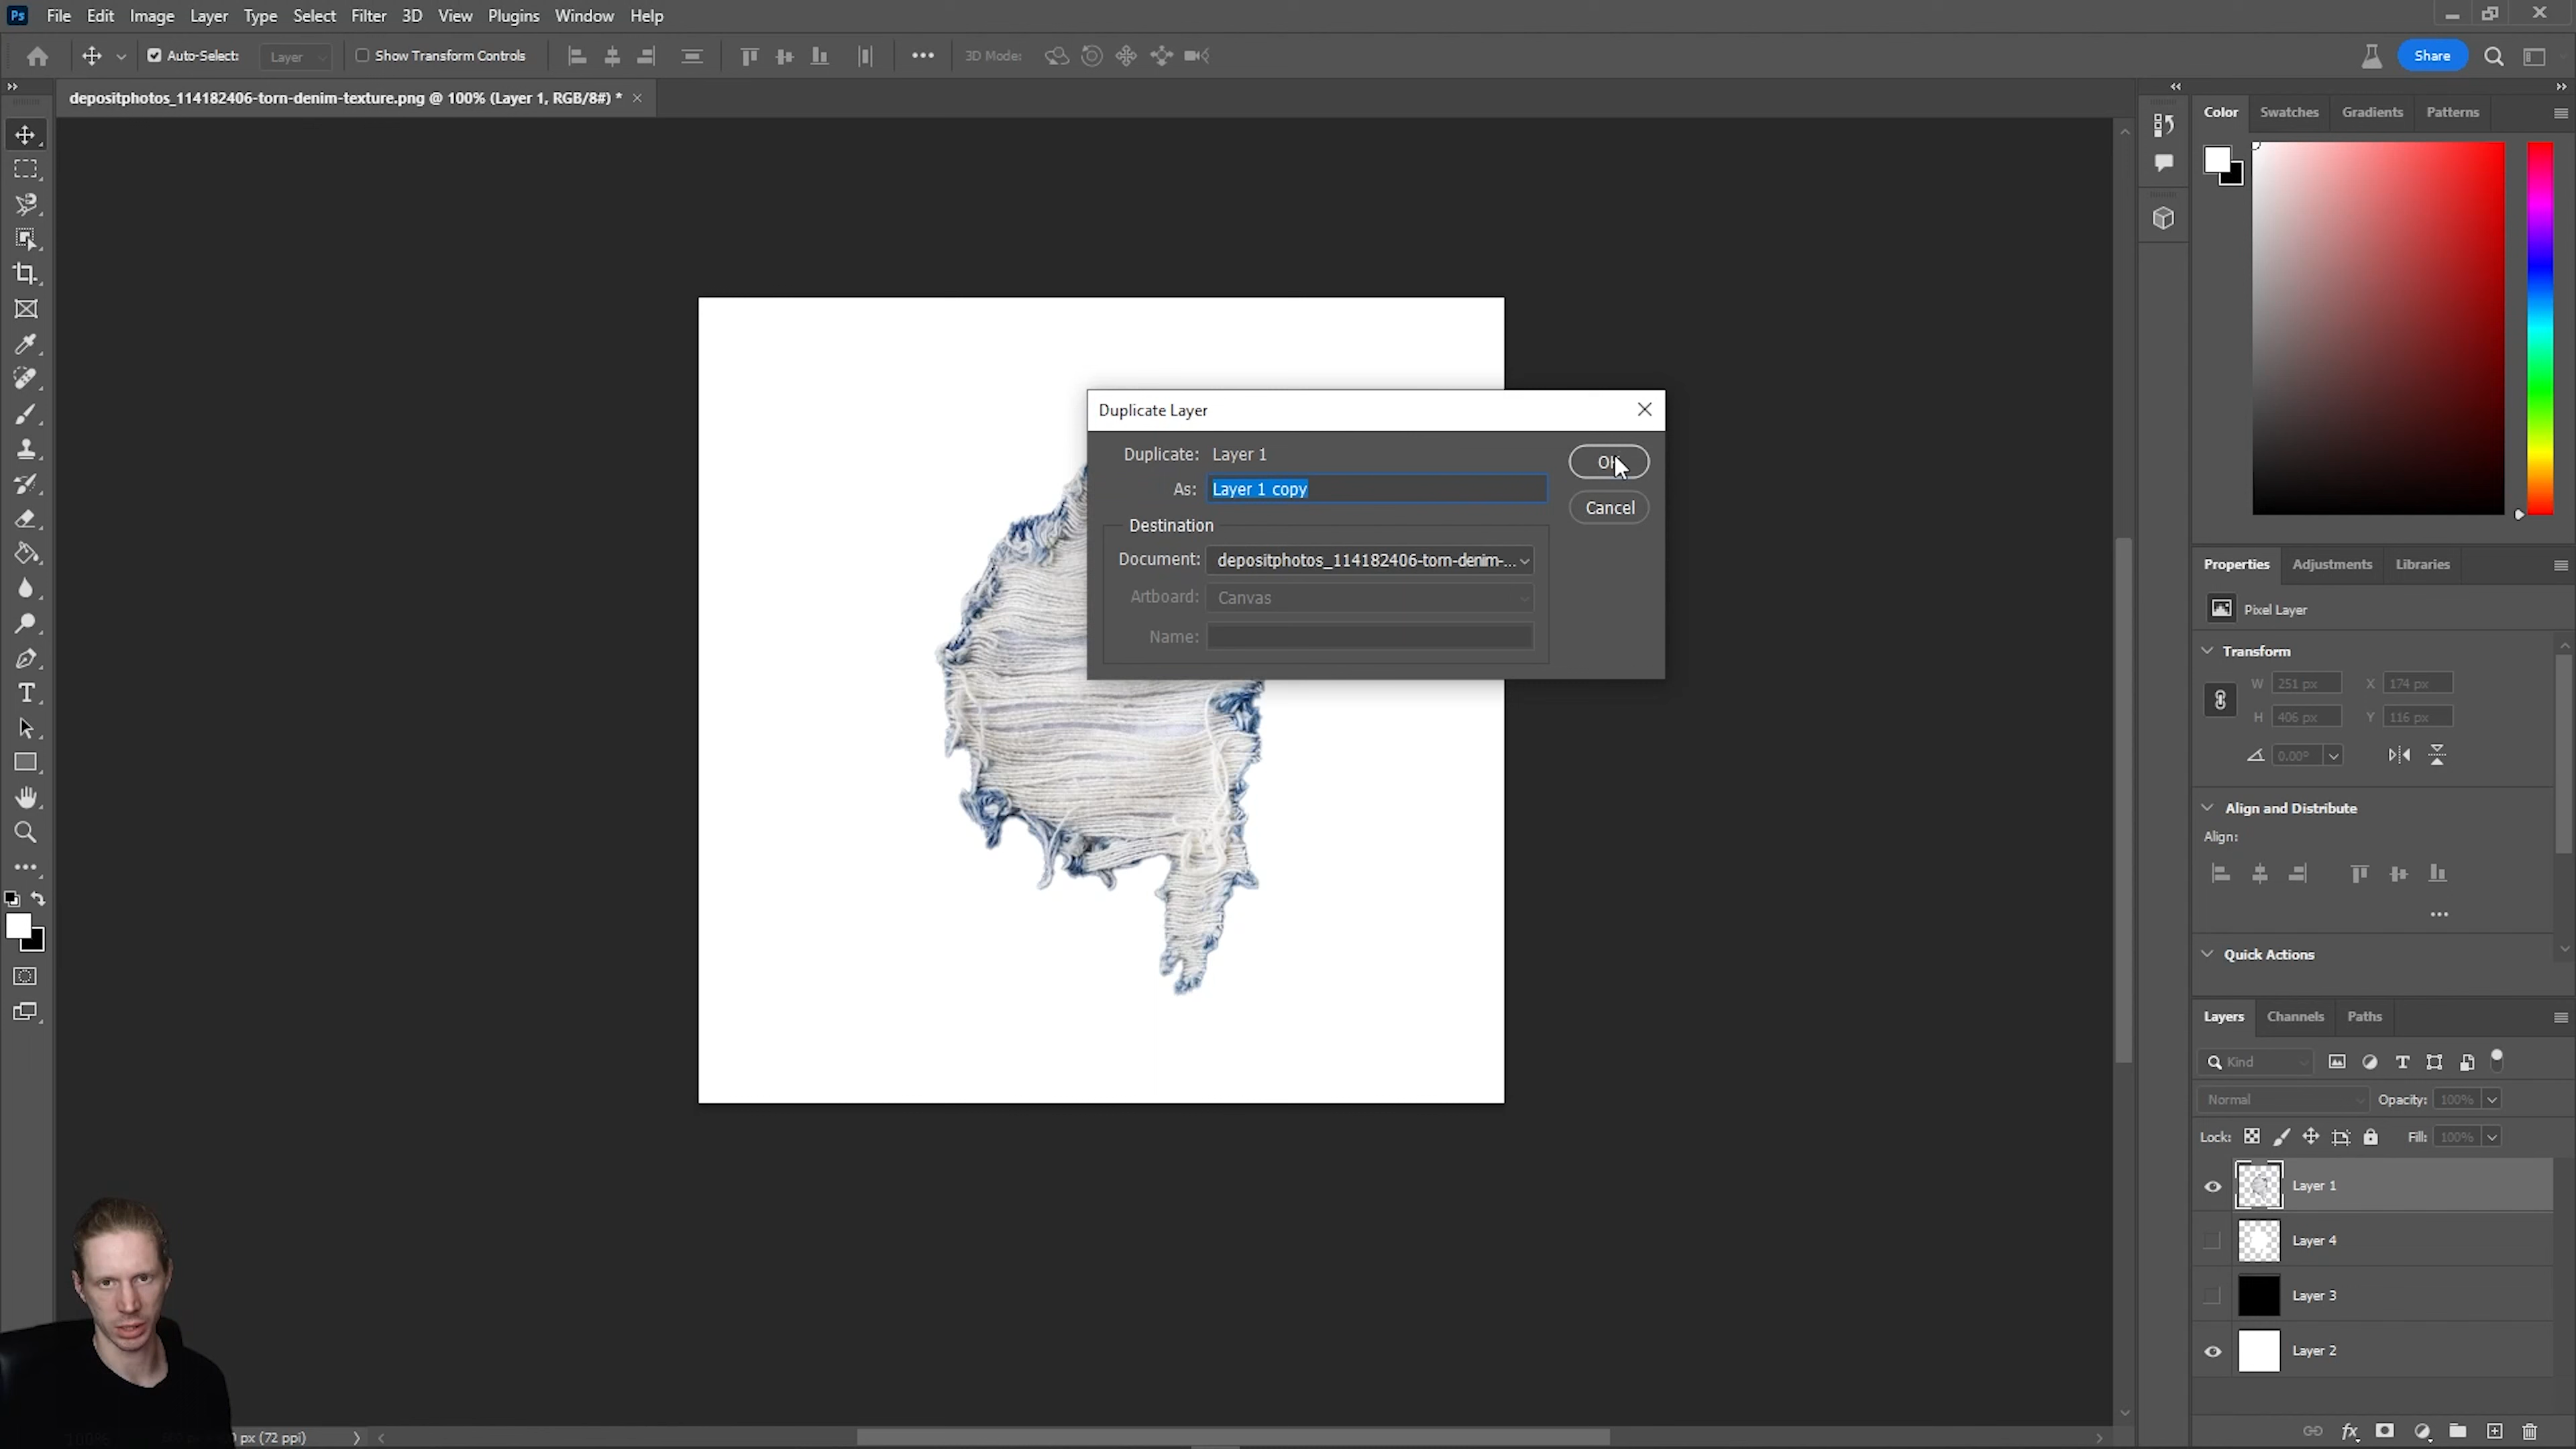 Ps File Edit Image Layer Type Select Filter 3D View Plugins Window Help
Auto-Select: Layer Show Transform Controls 3D Mode: Share
depositphotos_114182406-torn-denim-texture.png @ 100% (Layer 1, RGB/8#) *
Color Swatches Gradients Patterns
Duplicate Layer
Duplicate: Layer 1
OK
As: Layer 1 copy
Cancel
Destination
Document: depositphotos_114182406-torn-denim-...
Artboard: Canvas
Name:
Properties Adjustments Libraries
Pixel Layer
Transform
W 251 px X 174 px
H 406 px Y 116 px
0.00°
Align and Distribute
Align:
Quick Actions
Layers Channels Paths
Kind
Normal Opacity: 100%
Lock: Fill: 100%
Layer 1
Layer 4
Layer 3
Layer 2
px (72 ppi)